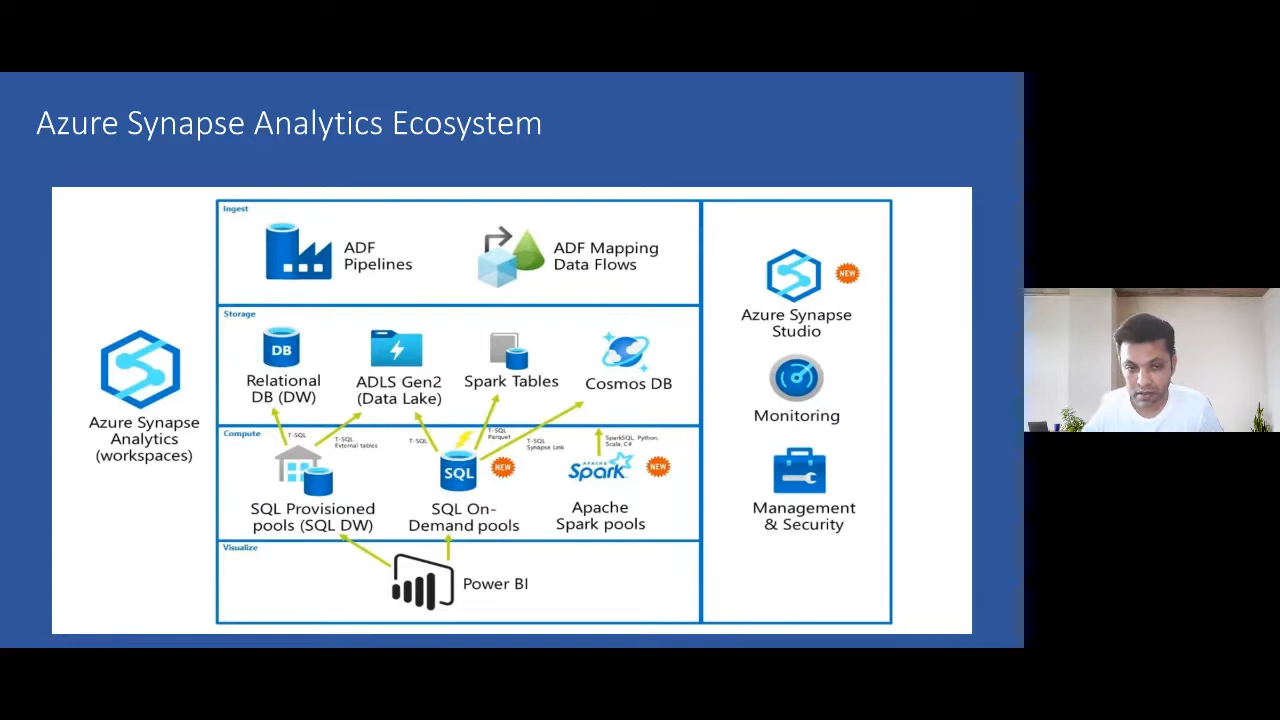 Azure Synapse Analytics Ecosystem
Ingest
ADF
Pipelines
ADF Mapping
Data Flows
Storage
DB
Relational
DB (DW)
ADLS Gen2
(Data Lake)
Spark Tables
Cosmos DB
Azure Synapse
Analytics
(workspaces)
Compute
T-SQL
T-SQL
External tables
T-SQL
T-SQL
Parquet
T-SQL
Synapse Link
SparkSQL, Python,
Scala, C#
SQL
NEW
APACHE
Spark
NEW
SQL Provisioned
pools (SQL DW)
SQL On-
Demand pools
Apache
Spark pools
Visualize
Power BI
NEW
Azure Synapse
Studio
Monitoring
Management
& Security